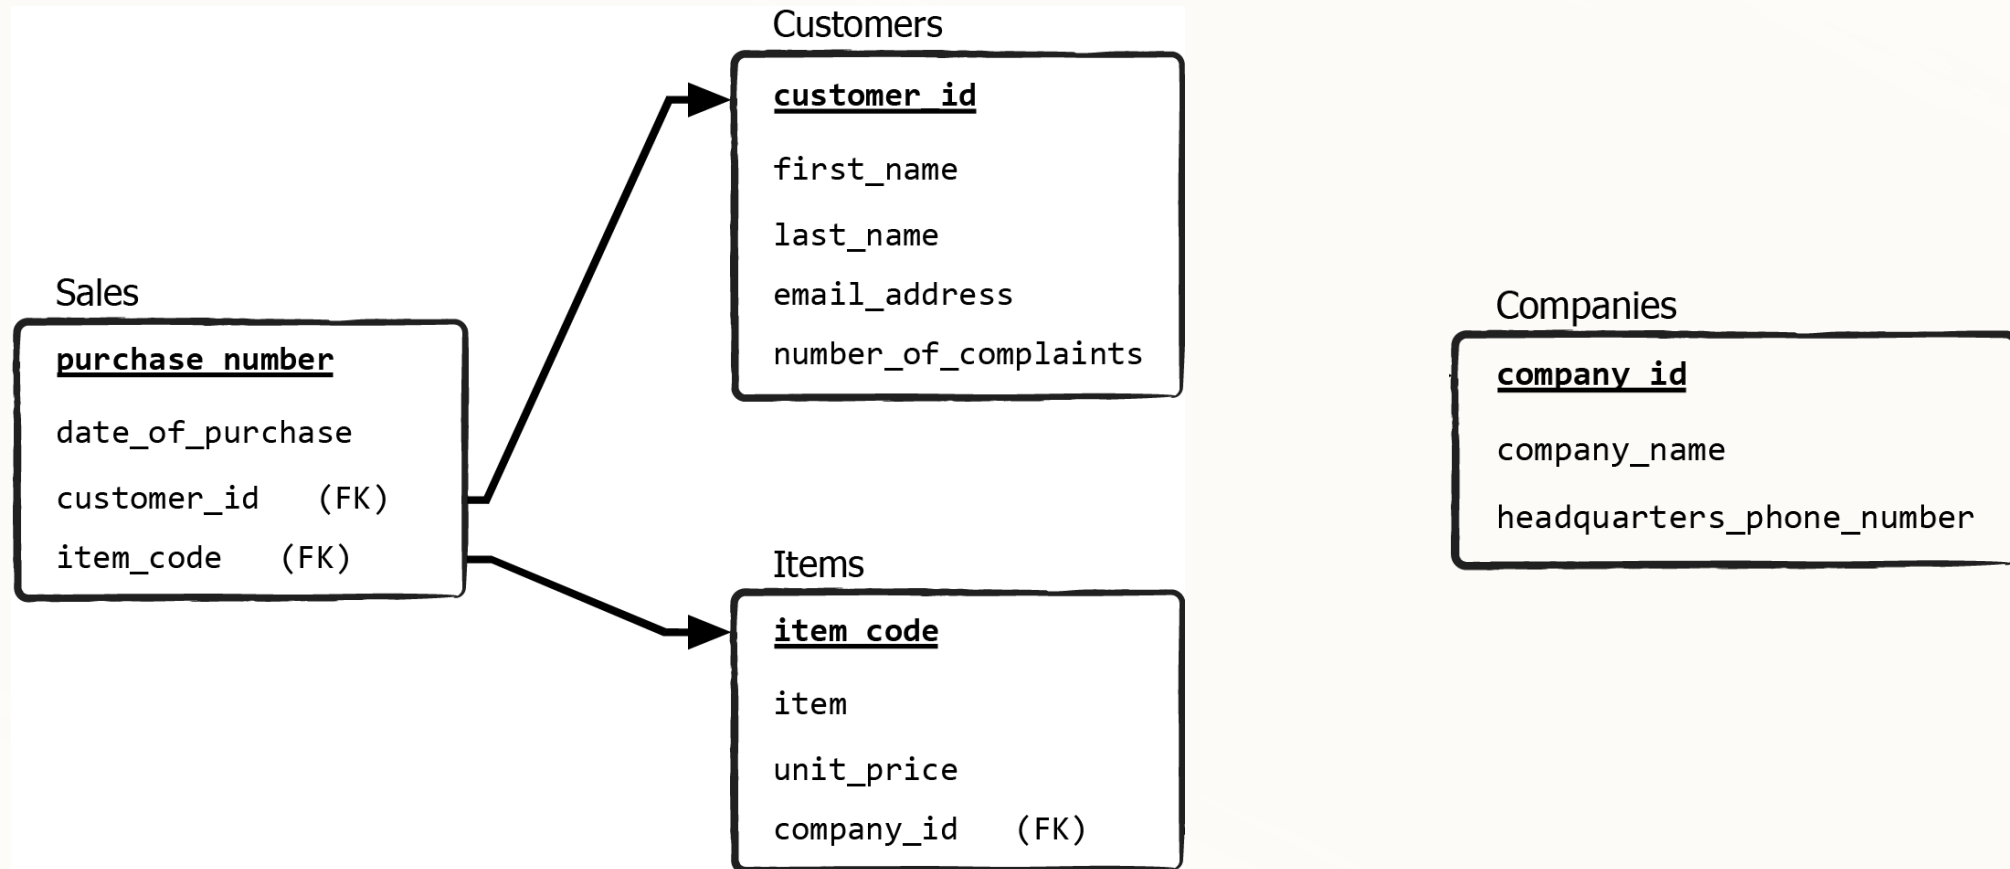 Customers
customer_id
first_name
last_name
email_address
number_of_complaints
Sales
purchase_number
date_of_purchase
customer_id (FK)
item_code (FK)
Items
item_code
item
unit_price
company_id (FK)
Companies
company_id
company_name
headquarters_phone_number